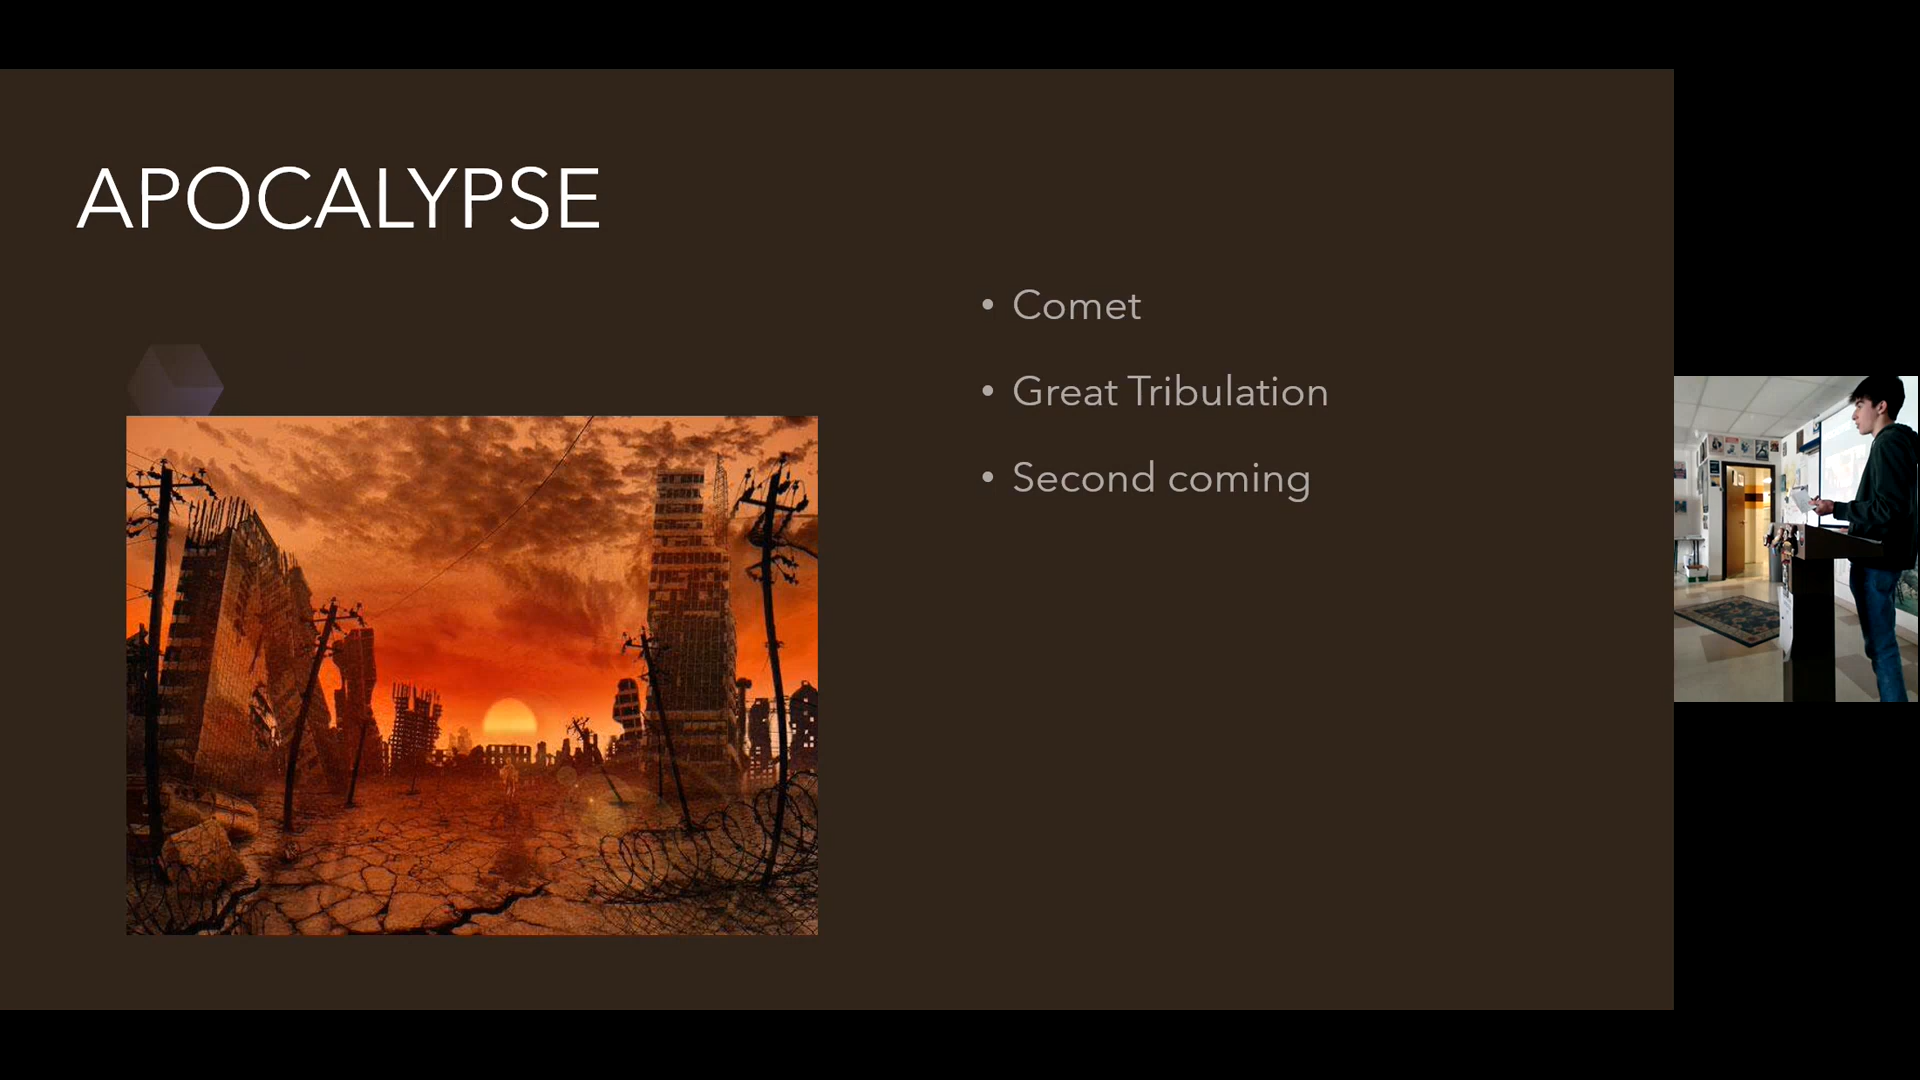 APOCALYPSE
• Comet
• Great Tribulation
• Second coming